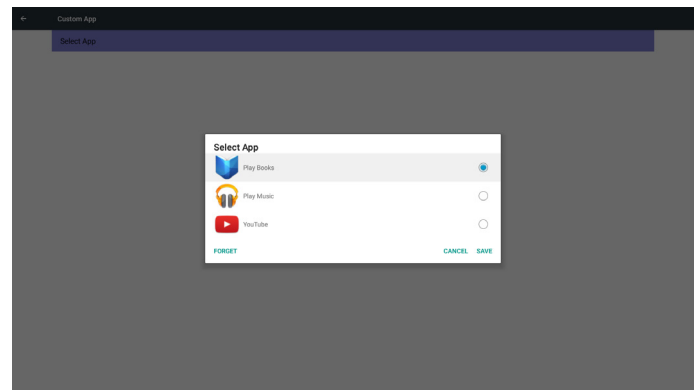 Custom App
Select App
Select App
Play Books
Play Music
YouTube
FORGET CANCEL SAVE